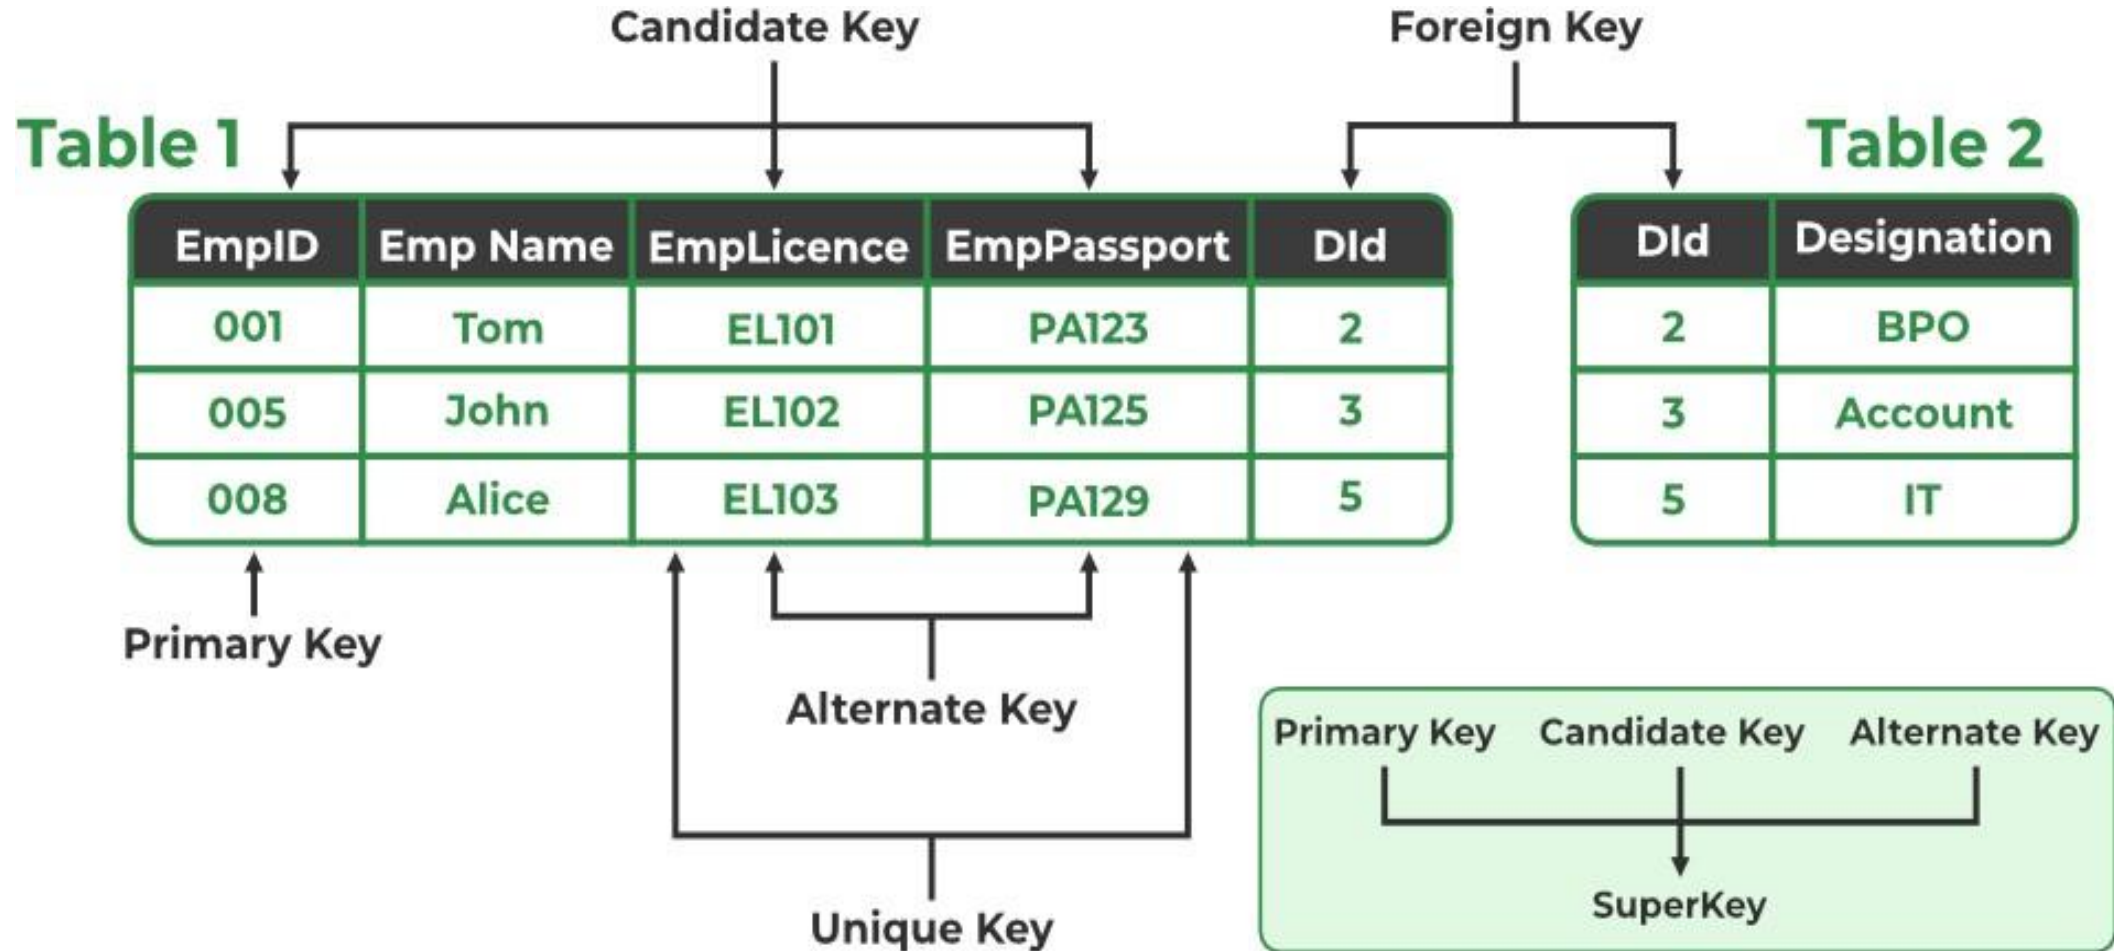 Candidate Key Foreign Key
Table 1 Table 2
EmpID Emp Name EmpLicence EmpPassport DId DId Designation
001 Tom EL101 PA123 2 2 BPO
005 John EL102 PA125 3 3 Account
008 Alice EL103 PA129 5 5 IT
Primary Key
Alternate Key
Primary Key Candidate Key Alternate Key
SuperKey
Unique Key